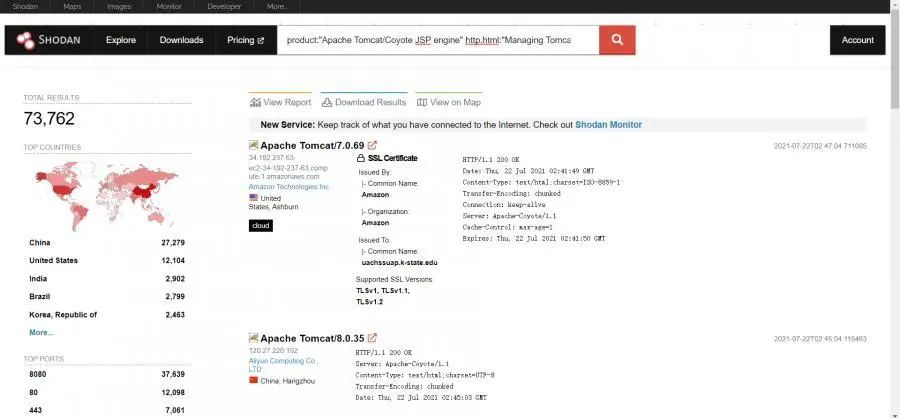 Shodan Maps Images Monitor Developer More...
SHODAN Explore Downloads Pricing product:"Apache Tomcat/Coyote JSP engine" http.html:"Managing Tomca Account
TOTAL RESULTS
73,762
TOP COUNTRIES
China 27,279
United States 12,104
India 2,902
Brazil 2,799
Korea, Republic of 2,463
More...
TOP PORTS
8080 37,639
80 12,098
443 7,061
View Report Download Results View on Map
New Service: Keep track of what you have connected to the Internet. Check out Shodan Monitor
Apache Tomcat/7.0.69 2021-07-22T02 47 04 711085
34 192 237 63
ec2-34-192-237-63.comp
ute-1.amazonaws.com
Amazon Technologies Inc.
United
States, Ashburn
cloud
SSL Certificate
Issued By:
|- Common Name:
Amazon
|- Organization:
Amazon
Issued To:
|- Common Name:
uachssuap.k-state.edu
Supported SSL Versions:
TLSv1, TLSv1.1,
TLSv1.2
HTTP/1.1 200 OK
Date: Thu, 22 Jul 2021 02:41:49 GMT
Content-Type: text/html;charset=ISO-8859-1
Transfer-Encoding: chunked
Connection: keep-alive
Server: Apache-Coyote/1.1
Cache-Control: max-age=1
Expires: Thu, 22 Jul 2021 02:41:50 GMT
Apache Tomcat/8.0.35 2021-07-22T02 45 04 115463
120 27 220 192
Aliyun Computing Co.,
LTD
China, Hangzhou
HTTP/1.1 200 OK
Server: Apache-Coyote/1.1
Content-Type: text/html;charset=UTF-8
Transfer-Encoding: chunked
Date: Thu, 22 Jul 2021 02:45:03 GMT